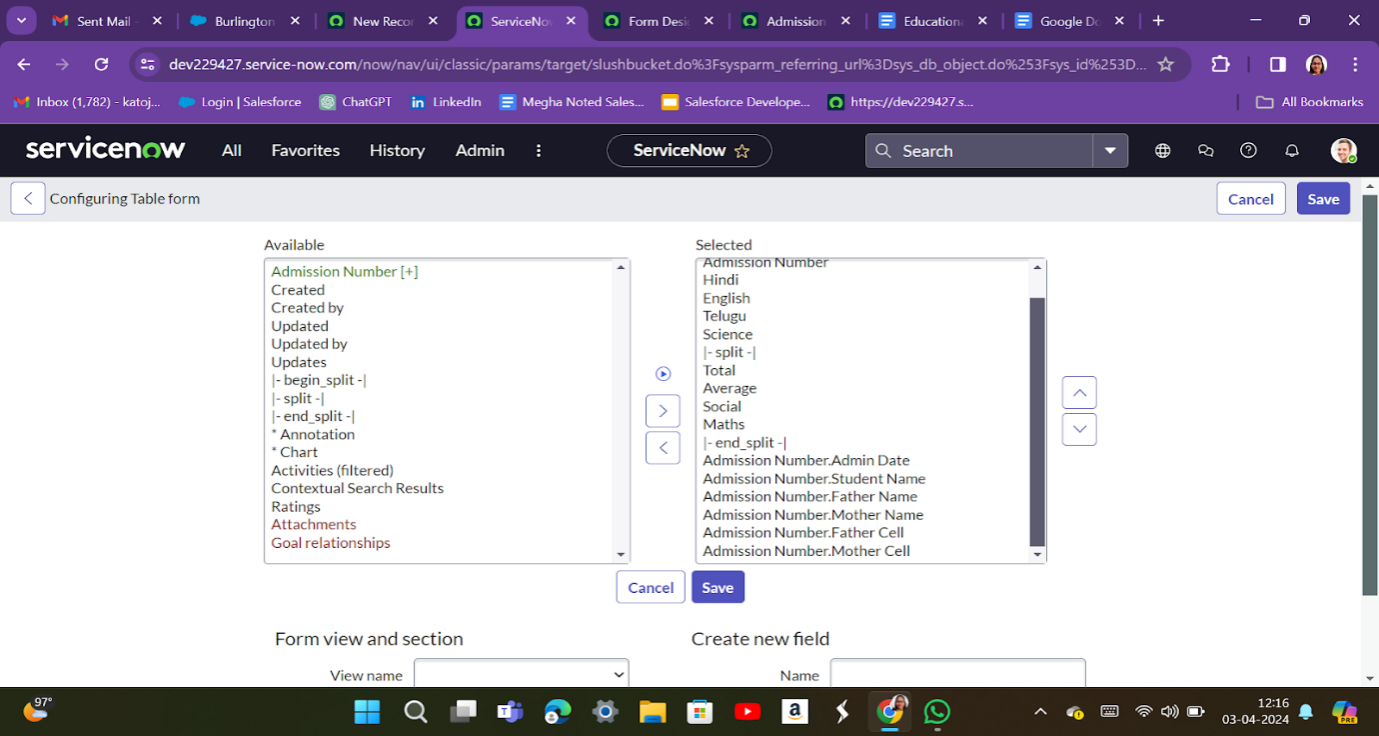 Sent Mail
Burlington
New Recor
ServiceNow
Form Desi
Admission
Educationa
Google Do
dev229427.service-now.com/now/nav/ui/classic/params/target/slushbucket.do%3Fsysparm_referring_url%3Dsys_db_object.do%253Fsys_id%253D...
Inbox (1,782) - katoj...
Login | Salesforce
ChatGPT
LinkedIn
Megha Noted Sales...
Salesforce Develope...
https://dev229427.s...
All Bookmarks
servicenow
All
Favorites
History
Admin
ServiceNow
Search
Configuring Table form
Cancel
Save
Available
Admission Number [+]
Created
Created by
Updated
Updated by
Updates
|- begin_split -|
|- split -|
|- end_split -|
* Annotation
* Chart
Activities (filtered)
Contextual Search Results
Ratings
Attachments
Goal relationships
Selected
Admission Number
Hindi
English
Telugu
Science
|- split -|
Total
Average
Social
Maths
|- end_split -|
Admission Number.Admin Date
Admission Number.Student Name
Admission Number.Father Name
Admission Number.Mother Name
Admission Number.Father Cell
Admission Number.Mother Cell
Cancel
Save
Form view and section
View name
Create new field
Name
97°
12:16
03-04-2024
PRE